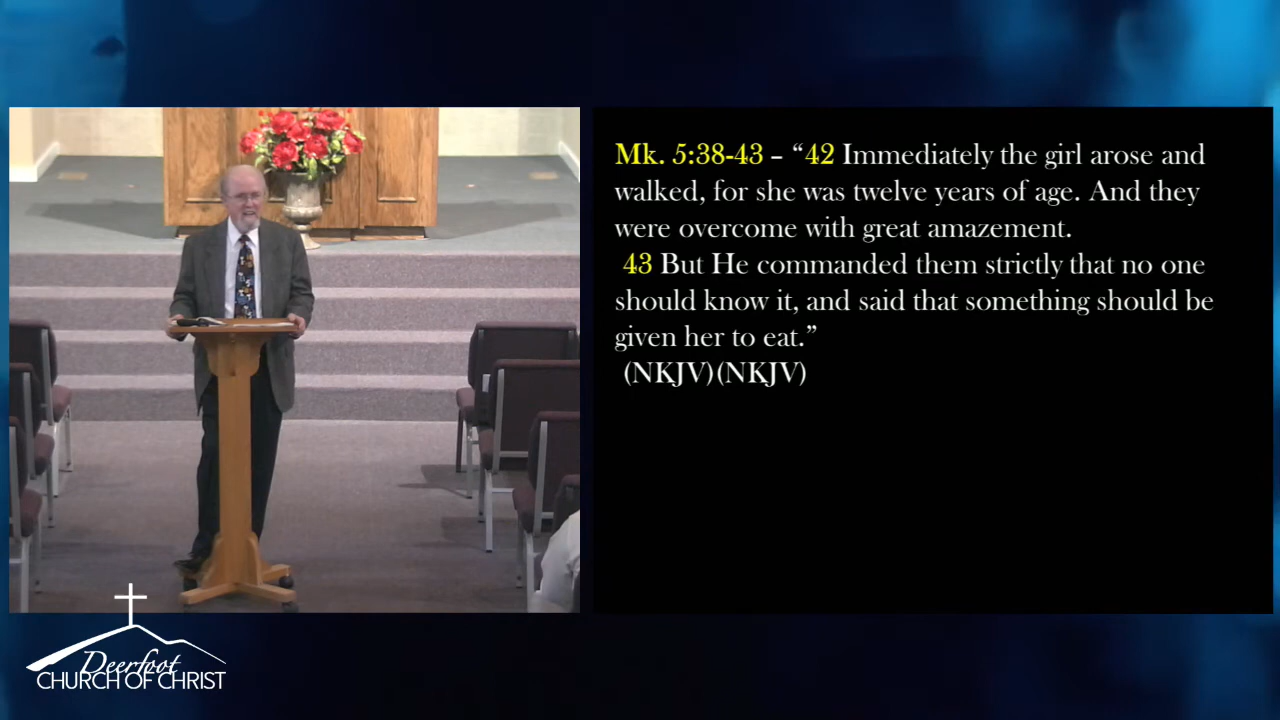 Mk. 5:38-43 – “42 Immediately the girl arose and
walked, for she was twelve years of age. And they
were overcome with great amazement.
43 But He commanded them strictly that no one
should know it, and said that something should be
given her to eat.”
(NKJV)(NKJV)
Deerfoot
CHURCH OF CHRIST